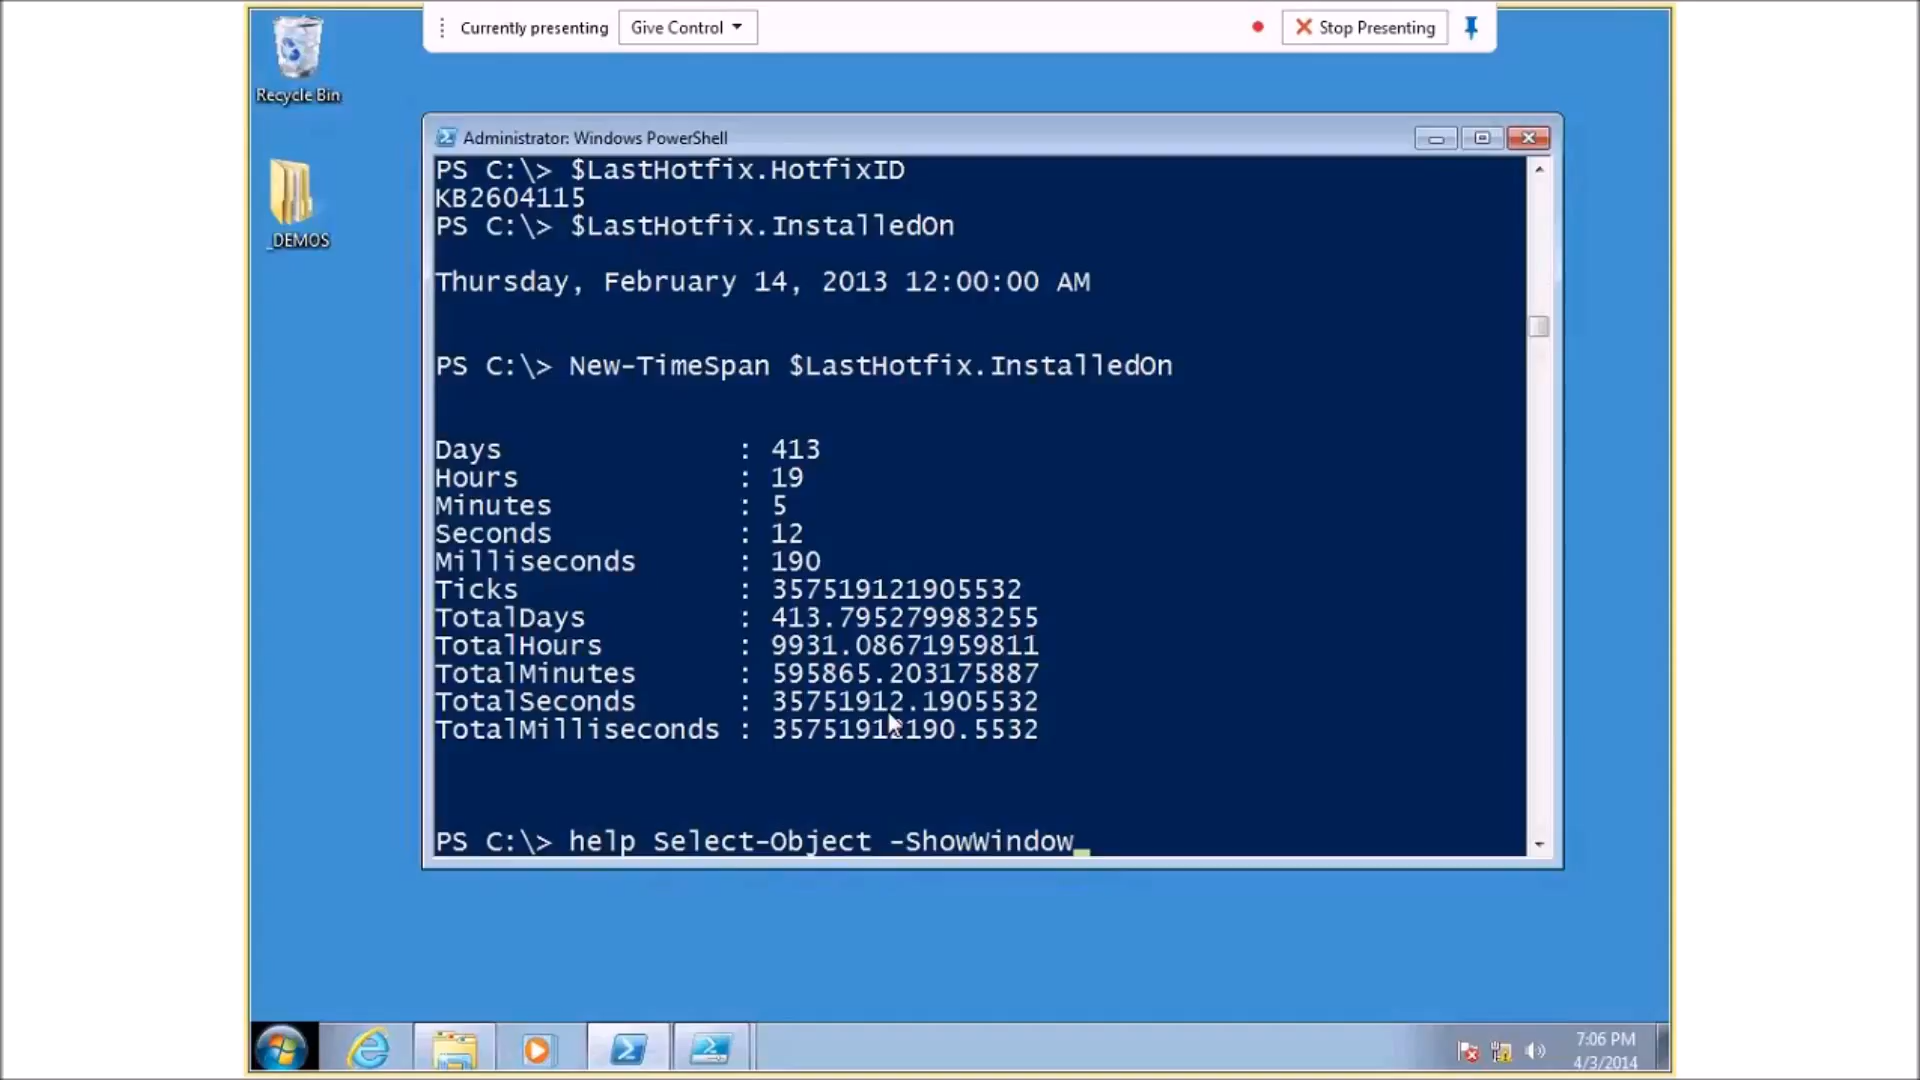 Currently presenting
Give Control
Stop Presenting
Recycle Bin
_DEMOS
Administrator: Windows PowerShell
PS C:\> $LastHotfix.HotfixID
KB2604115
PS C:\> $LastHotfix.InstalledOn
Thursday, February 14, 2013 12:00:00 AM
PS C:\> New-TimeSpan $LastHotfix.InstalledOn
Days : 413
Hours : 19
Minutes : 5
Seconds : 12
Milliseconds : 190
Ticks : 357519121905532
TotalDays : 413.795279983255
TotalHours : 9931.08671959811
TotalMinutes : 595865.203175887
TotalSeconds : 35751912.1905532
TotalMilliseconds : 35751912190.5532
PS C:\> help Select-Object -ShowWindow_
7:06 PM
4/3/2014